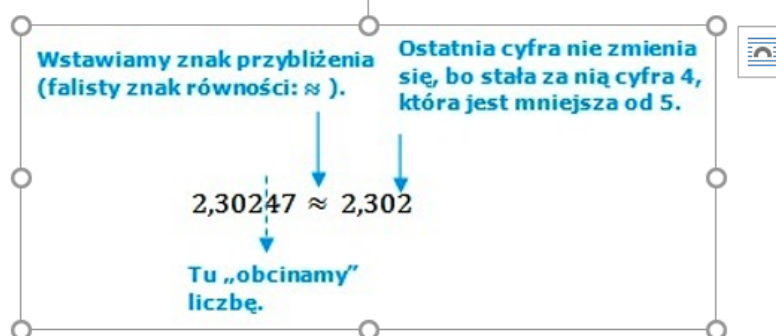 Wstawiamy znak przybliżenia
(falisty znak równości: ≈ ).
Ostatnia cyfra nie zmienia
się, bo stała za nią cyfra 4,
która jest mniejsza od 5.
2,30247 ≈ 2,302
Tu „obcinamy”
liczbę.